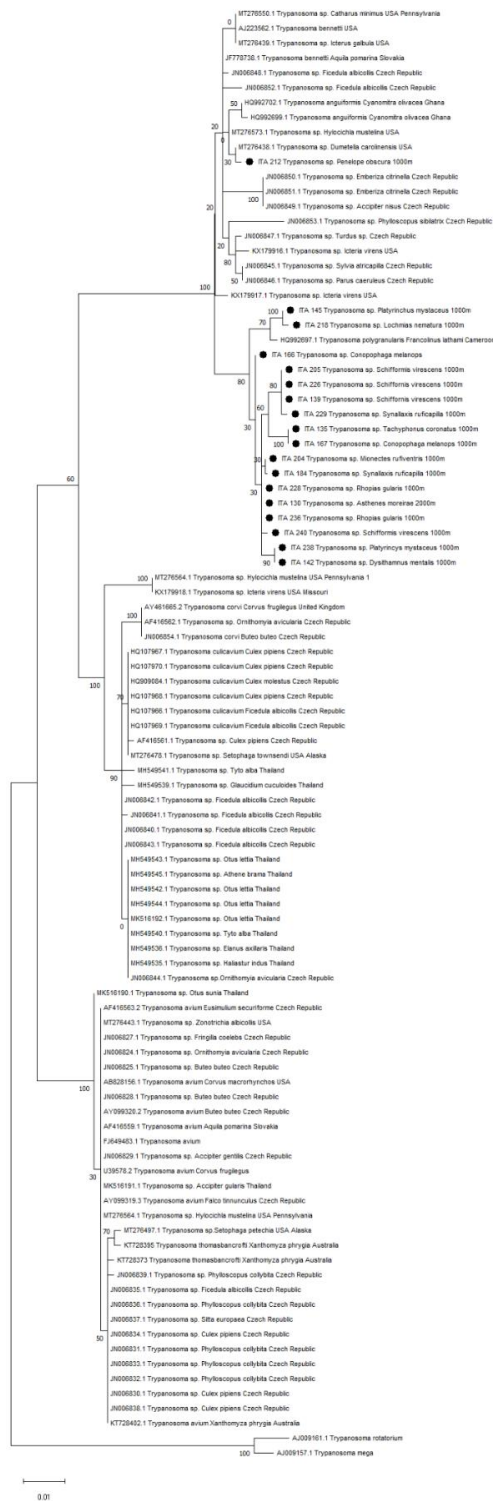 MT276550.1 Trypanosoma sp. Catharus minimus USA Pennsylvania
0
AJ223562.1 Trypanosoma bennetti USA
MT276439.1 Trypanosoma sp. Icterus galbula USA
JF778738.1 Trypanosoma bennetti Aquila pomarina Slovakia
JN006848.1 Trypanosoma sp. Ficedula albicollis Czech Republic
JN006852.1 Trypanosoma sp. Ficedula albicollis Czech Republic
50
HQ992702.1 Trypanosoma anguiformis Cyanomitra olivacea Ghana
HQ992699.1 Trypanosoma anguiformis Cyanomitra olivacea Ghana
20
MT276573.1 Trypanosoma sp. Hylocichla mustelina USA
0
MT276438.1 Trypanosoma sp. Dumetella carolinensis USA
30
ITA 212 Trypanosoma sp Penelope obscura 1000m
JN006850.1 Trypanosoma sp. Emberiza citrinella Czech Republic
JN006851.1 Trypanosoma sp. Emberiza citrinella Czech Republic
100
JN006849.1 Trypanosoma sp. Accipiter nisus Czech Republic
20
JN006853.1 Trypanosoma sp. Phylloscopus sibilatrix Czech Republic
20
JN006847.1 Trypanosoma sp. Turdus sp. Czech Republic
KX179916.1 Trypanosoma sp. Icteria virens USA
80
JN006845.1 Trypanosoma sp. Sylvia atricapilla Czech Republic
50
JN006846.1 Trypanosoma sp. Parus caeruleus Czech Republic
100
KX179917.1 Trypanosoma sp. Icteria virens USA
100
ITA 145 Trypanosoma sp. Platyrinchus mystaceus 1000m
70
ITA 218 Trypanosoma sp. Lochmias nematura 1000m
HQ992697.1 Trypanosoma polygranularis Francolinus lathami Cameroon
80
ITA 166 Trypanosoma sp. Conopophaga melanops
ITA 205 Trypanosoma sp. Schifformis virescens 1000m
80
ITA 226 Trypanosoma sp. Schifformis virescens 1000m
ITA 139 Trypanosoma sp. Schifformis virescens 1000m
60
ITA 229 Trypanosoma sp. Synallaxis ruficapilla 1000m
30
ITA 135 Trypanosoma sp. Tachyphonus coronatus 1000m
100
ITA 167 Trypanosoma sp. Conopophaga melanops 1000m
30
ITA 204 Trypanosoma sp. Mionectes rufiventris 1000m
ITA 184 Trypanosoma sp. Synallaxis ruficapilla 1000m
60
30
ITA 228 Trypanosoma sp. Rhopias gularis 1000m
ITA 130 Trypanosoma sp. Asthenes moreirae 2000m
ITA 236 Trypanosoma sp. Rhopias gularis 1000m
ITA 240 Trypanosoma sp. Schifformis virescens 1000m
ITA 238 Trypanosoma sp. Platyrincys mystaceus 1000m
90
ITA 142 Trypanosoma sp. Dysithamnus mentalis 1000m
MT276564.1 Trypanosoma sp. Hylocichla mustelina USA Pennsylvania 1
100
KX179918.1 Trypanosoma sp. Icteria virens USA Missouri
AY461665.2 Trypanosoma corvi Corvus frugilegus United Kingdom
100
AF416562.1 Trypanosoma sp. Ornithomyia avicularia Czech Republic
JN006854.1 Trypanosoma corvi Buteo buteo Czech Republic
HQ107967.1 Trypanosoma culicavium Culex pipiens Czech Republic
100
HQ107970.1 Trypanosoma culicavium Culex pipiens Czech Republic
HQ909084.1 Trypanosoma culicavium Culex molestus Czech Republic
70
HQ107968.1 Trypanosoma culicavium Culex pipiens Czech Republic
HQ107966.1 Trypanosoma culicavium Ficedula albicollis Czech Republic
HQ107969.1 Trypanosoma culicavium Ficedula albicollis Czech Republic
AF416561.1 Trypanosoma sp. Culex pipiens Czech Republic
MT276478.1 Trypanosoma sp. Setophaga townsendi USA Alaska
MH549541.1 Trypanosoma sp. Tyto alba Thailand
90
MH549539.1 Trypanosoma sp. Glaucidium cuculoides Thailand
JN006842.1 Trypanosoma sp. Ficedula albicollis Czech Republic
JN006841.1 Trypanosoma sp. Ficedula albicollis Czech Republic
JN006840.1 Trypanosoma sp. Ficedula albicollis Czech Republic
JN006843.1 Trypanosoma sp. Ficedula albicollis Czech Republic
MH549543.1 Trypanosoma sp. Otus lettia Thailand
MH549545.1 Trypanosoma sp. Athene brama Thailand
MH549542.1 Trypanosoma sp. Otus lettia Thailand
MH549544.1 Trypanosoma sp. Otus lettia Thailand
0
MK516192.1 Trypanosoma sp. Otus lettia Thailand
MH549540.1 Trypanosoma sp. Tyto alba Thailand
MH549536.1 Trypanosoma sp. Elanus axillaris Thailand
MH549535.1 Trypanosoma sp. Haliastur indus Thailand
JN006844.1 Trypanosoma sp.Ornithomyia avicularia Czech Republic
MK516190.1 Trypanosoma sp. Otus sunia Thailand
AF416563.2 Trypanosoma avium Eusimulium securiforme Czech Republic
MT276443.1 Trypanosoma sp. Zonotrichia albicollis USA
JN006827.1 Trypanosoma sp. Fringila coelebs Czech Republic
JN006824.1 Trypanosoma sp. Ornithomyia avicularia Czech Republic
JN006825.1 Trypanosoma sp. Buteo buteo Czech Republic
100
AB828156.1 Trypanosoma avium Corvus macrorhynchos USA
JN006828.1 Trypanosoma sp. Buteo buteo Czech Republic
AY099320.2 Trypanosoma avium Buteo buteo Czech Republic
AF416559.1 Trypanosoma avium Aquila pomarina Slovakia
FJ649483.1 Trypanosoma avium
JN006829.1 Trypanosoma sp. Accipter gentilis Czech Republic
30
U39578.2 Trypanosoma avium Corvus frugilegus
MK516191.1 Trypanosoma sp. Accipter gularis Thailand
AY099319.3 Trypanosoma avium Falco tinnunculus Czech Republic
MT276564.1 Trypanosoma sp. Hylocichla mustelina USA Pennsylvania
70
MT276497.1 Trypanosoma sp.Setophaga petechia USA Alaska
KT728395 Trypanosoma thomasbancrofti Xanthomyza phrygia Australia
KT728373 Trypanosoma thomasbancrofti Xanthomyza phrygia Australia
JN006839.1 Trypanosoma sp. Phylloscopus collybita Czech Republic
JN006835.1 Trypanosoma sp. Ficedula albicollis Czech Republic
JN006836.1 Trypanosoma sp. Phylloscopus collybita Czech Republic
JN006837.1 Trypanosoma sp. Sitta europaea Czech Republic
50
JN006834.1 Trypanosoma sp. Culex pipiens Czech Republic
JN006831.1 Trypanosoma sp. Phylloscopus collybita Czech Republic
JN006833.1 Trypanosoma sp. Phylloscopus collybita Czech Republic
JN006832.1 Trypanosoma sp. Phylloscopus collybita Czech Republic
JN006830.1 Trypanosoma sp. Culex pipiens Czech Republic
JN006838.1 Trypanosoma sp. Culex pipiens Czech Republic
KT728402.1 Trypanosoma avium Xanthomyza phrygia Australia
AJ009161.1 Trypanosoma rotatorium
100
AJ009157.1 Trypanosoma mega
0.01